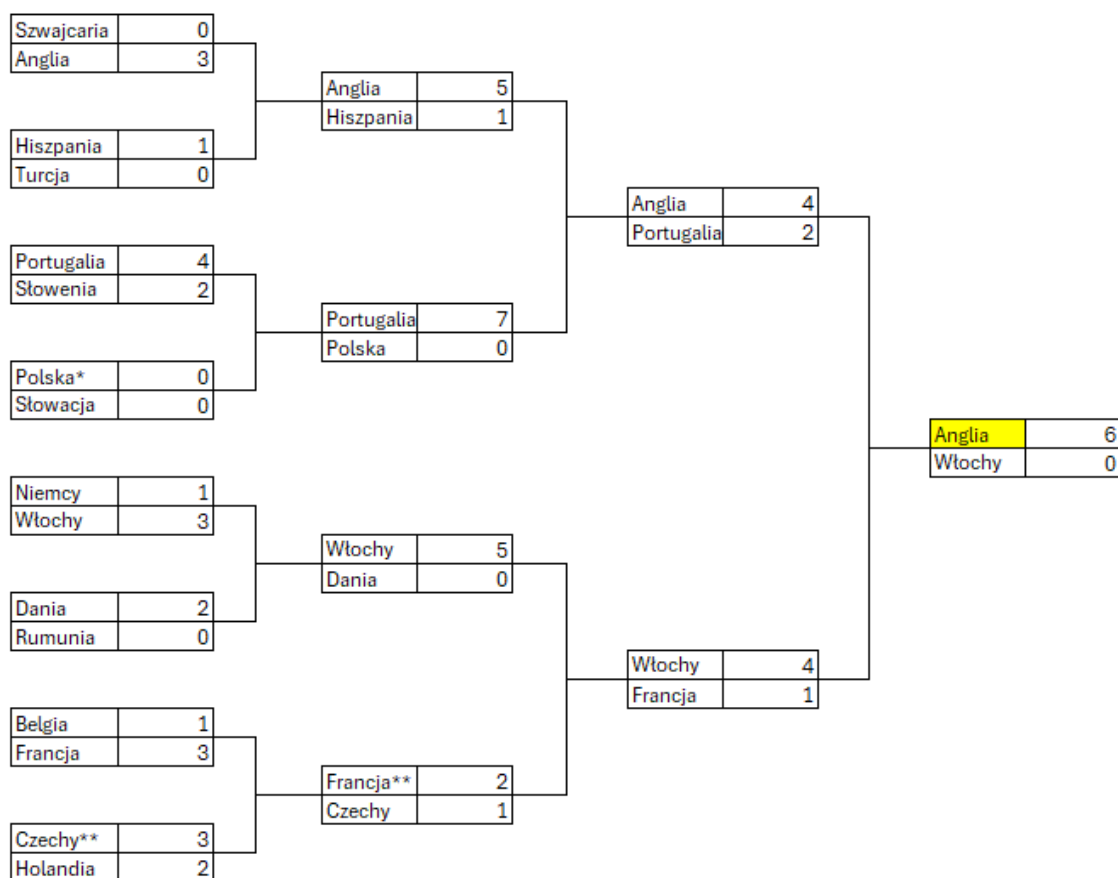 Szwajcaria 0
Anglia 3
Hiszpania 1
Turcja 0
Portugalia 4
Słowenia 2
Polska* 0
Słowacja 0
Niemcy 1
Włochy 3
Dania 2
Rumunia 0
Belgia 1
Francja 3
Czechy** 3
Holandia 2
Anglia 5
Hiszpania 1
Portugalia 7
Polska 0
Włochy 5
Dania 0
Francja** 2
Czechy 1
Anglia 4
Portugalia 2
Włochy 4
Francja 1
Anglia 6
Włochy 0